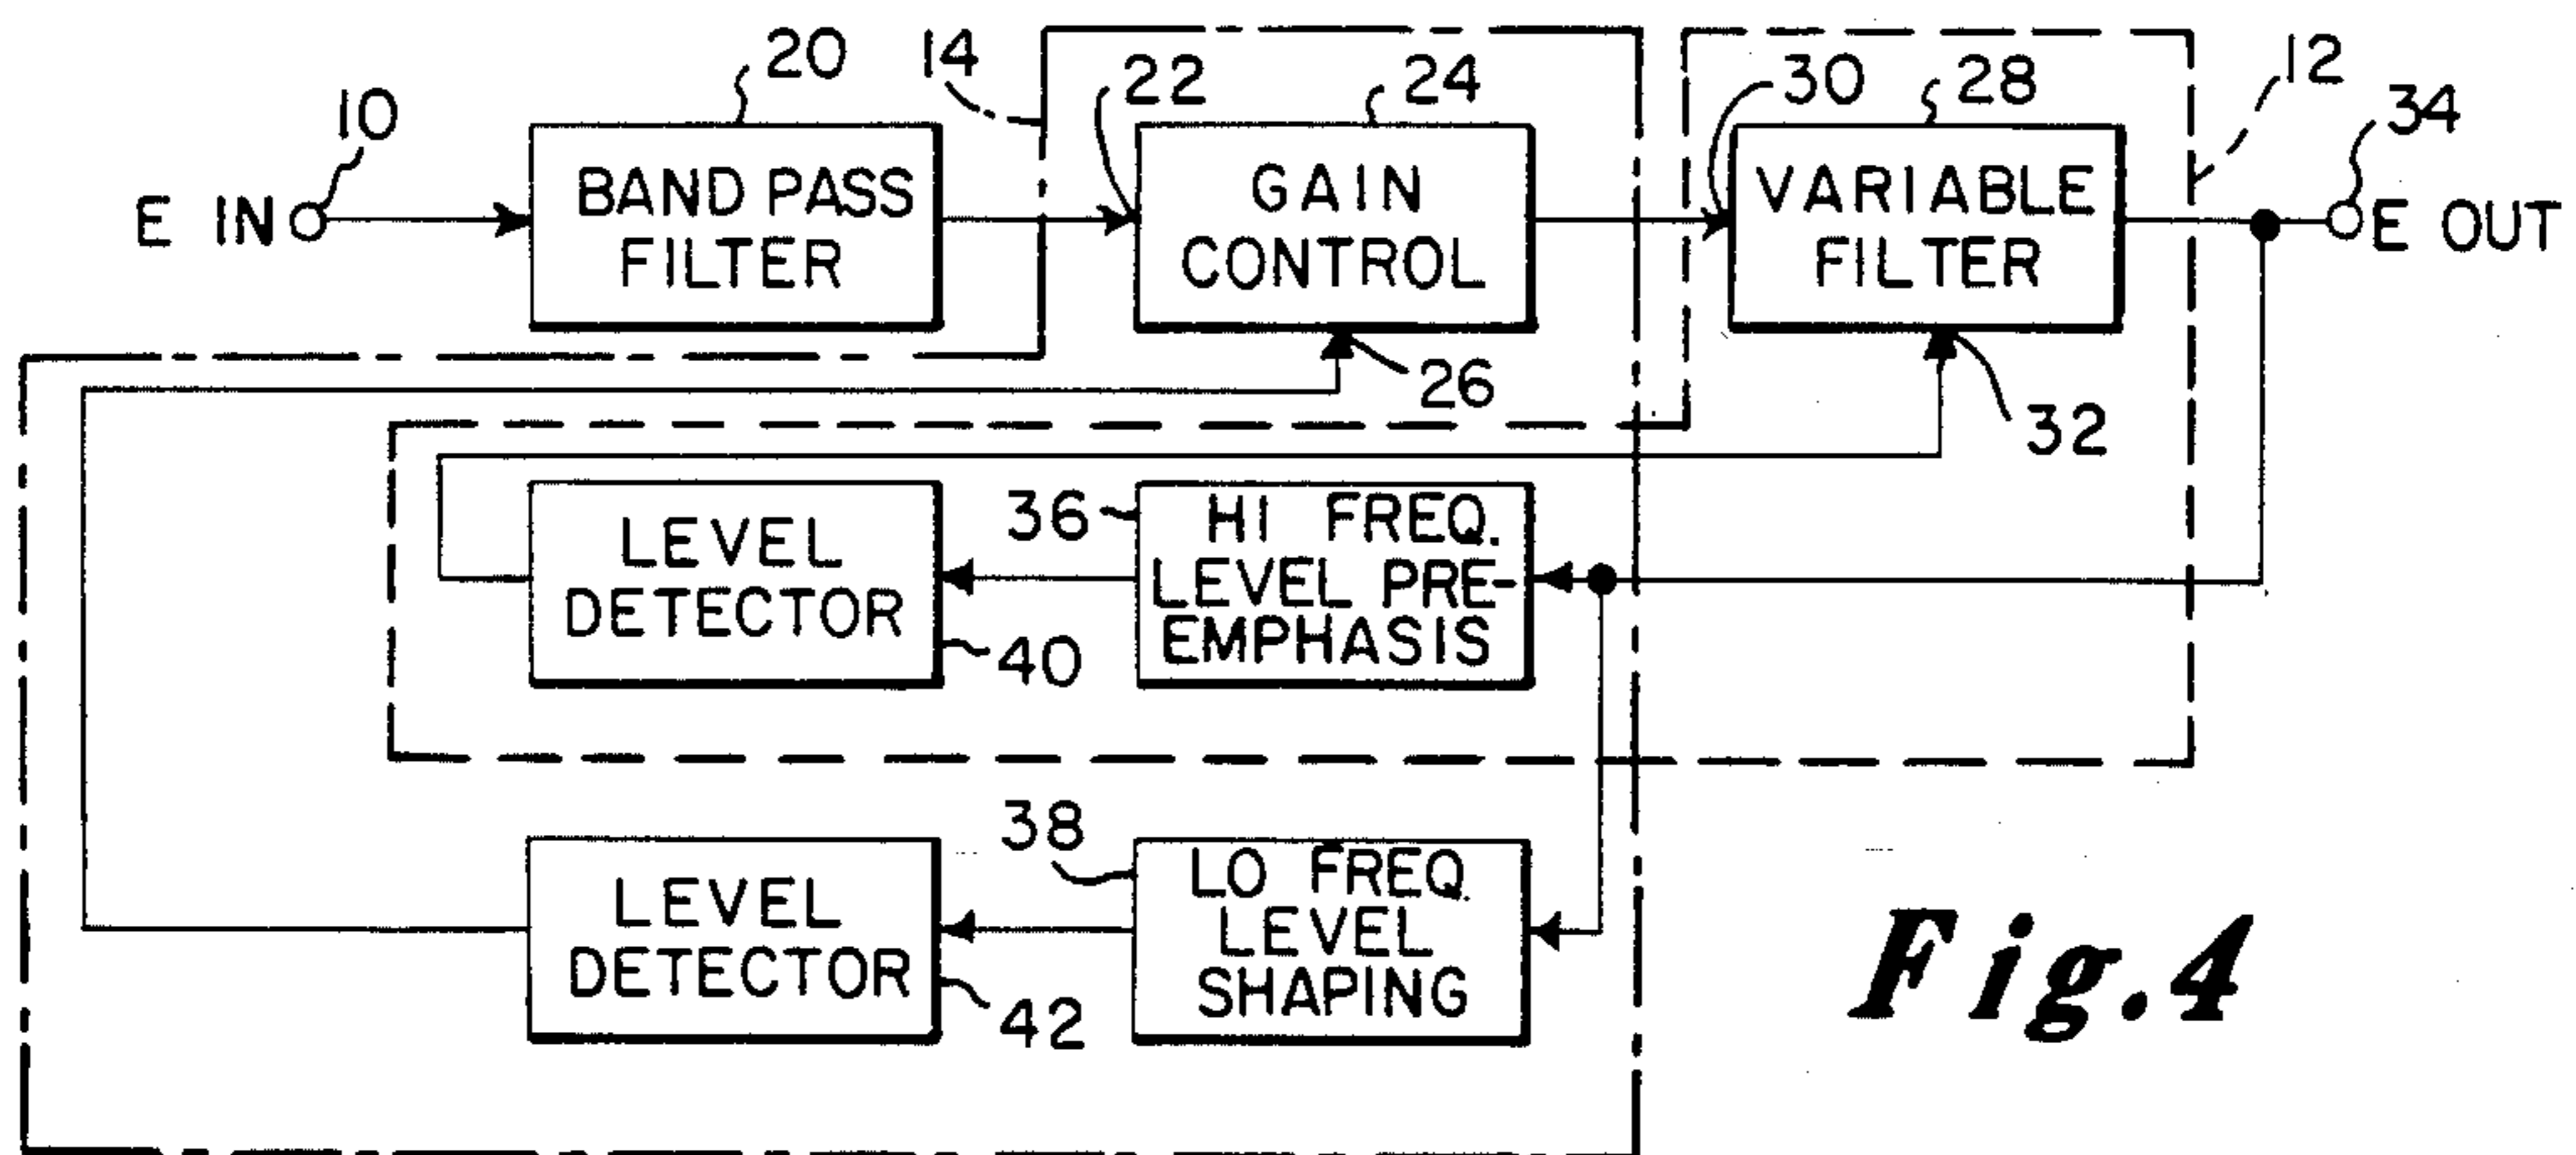 20
14
22
24
30
28
12
34
10
E IN
BAND PASS
FILTER
GAIN
CONTROL
VARIABLE
FILTER
E OUT
26
32
LEVEL
DETECTOR
40
36
HI FREQ.
LEVEL PRE-
EMPHASIS
LEVEL
DETECTOR
42
38
LO FREQ.
LEVEL
SHAPING
Fig.4